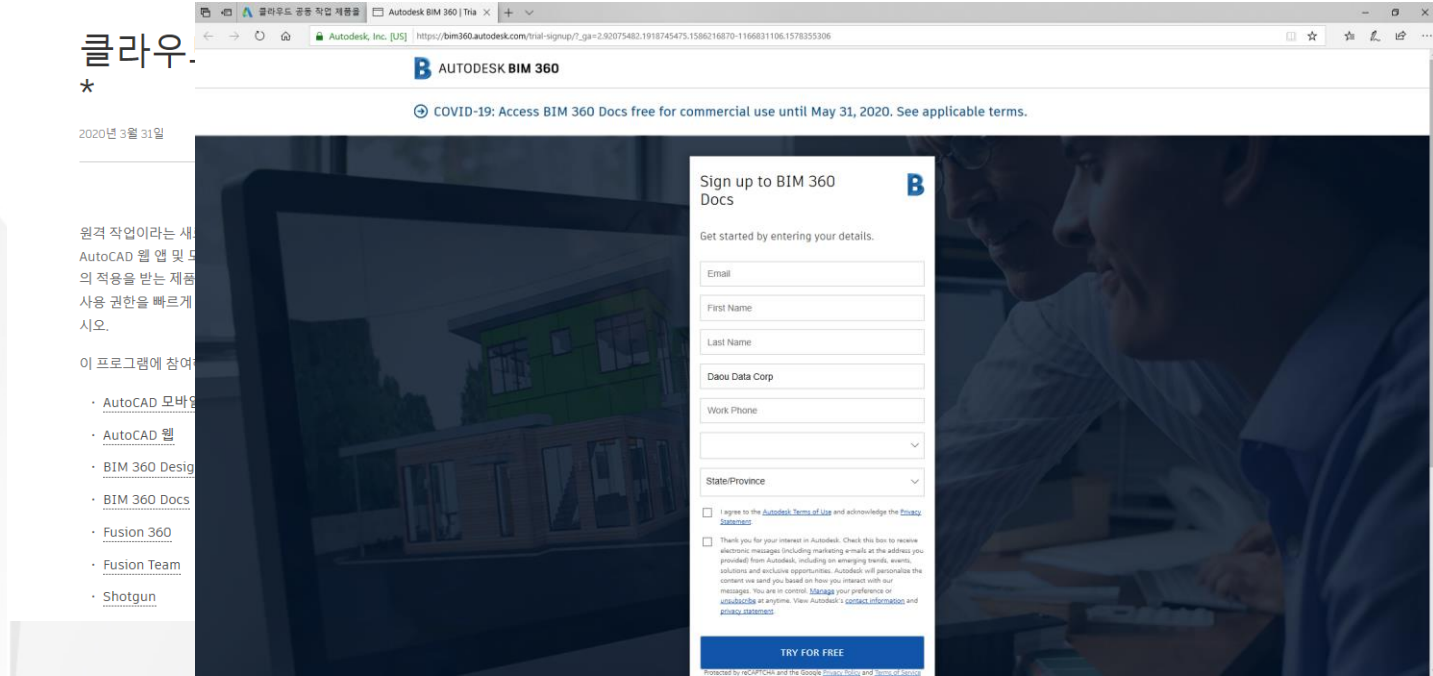 클라우
*
2020년 3월 31일
원격 작업이라는 새
AutoCAD 웹 앱 및 모
의 적용을 받는 제품
사용 권한을 빠르게
시오.
이 프로그램에 참여
· AutoCAD 모바일
· AutoCAD 웹
· BIM 360 Desig
· BIM 360 Docs
· Fusion 360
· Fusion Team
· Shotgun
클라우드 공동 작업 제품을
Autodesk BIM 360 | Tria
Autodesk, Inc. [US] https://bim360.autodesk.com/trial-signup/?_ga=2.92075482.1918745475.1586216870-1166831106.1578355306
B AUTODESK BIM 360
COVID-19: Access BIM 360 Docs free for commercial use until May 31, 2020. See applicable terms.
Sign up to BIM 360
Docs
B
Get started by entering your details.
Email
First Name
Last Name
Daou Data Corp
Work Phone
State/Province
I agree to the Autodesk Terms of Use and acknowledge the Privacy
Statement
Thank you for your interest in Autodesk. Check this box to receive
electronic messages (including marketing e-mails at the address you
provided) from Autodesk, including on emerging trends, events,
solutions and exclusive opportunities. Autodesk will personalize the
content we send you based on how you interact with our
messages. You are in control. Manage your preference or
unsubscribe at anytime. View Autodesk's contact information and
privacy statement.
TRY FOR FREE
Protected by reCAPTCHA and the Google Privacy Policy and Terms of Service